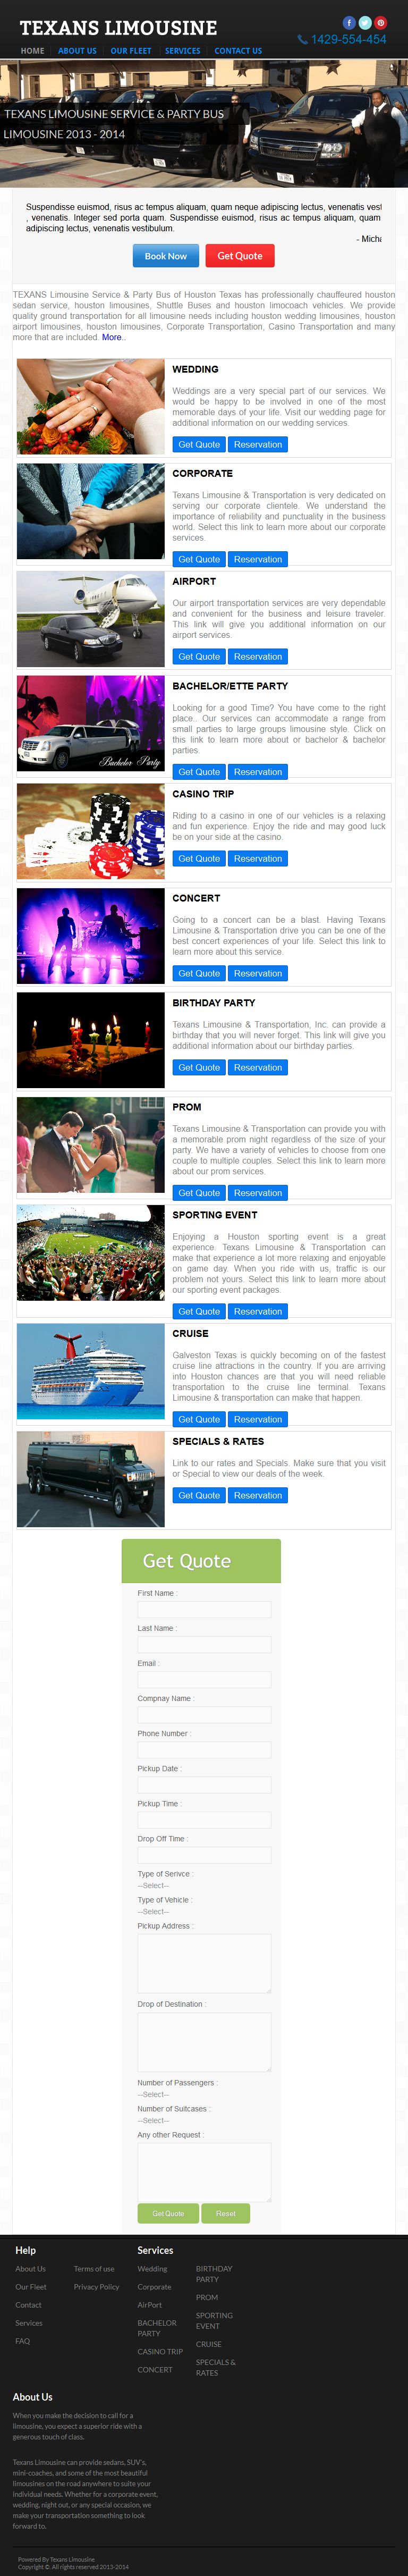 TEXANS LIMOUSINE
1429-554-454
HOME ABOUT US OUR FLEET SERVICES CONTACT US
TEXANS LIMOUSINE SERVICE & PARTY BUS
LIMOUSINE 2013 - 2014
Suspendisse euismod, risus ac tempus aliquam, quam neque adipiscing lectus, venenatis vest
, venenatis. Integer sed porta quam. Suspendisse euismod, risus ac tempus aliquam, quam
adipiscing lectus, venenatis vestibulum.
- Micha
Book Now Get Quote
TEXANS Limousine Service & Party Bus of Houston Texas has professionally chauffeured houston
sedan service, houston limousines, Shuttle Buses and houston limocoach vehicles. We provide
quality ground transportation for all limousine needs including houston wedding limousines, houston
airport limousines, houston limousines, Corporate Transportation, Casino Transportation and many
more that are included. More..
WEDDING
Weddings are a very special part of our services. We
would be happy to be involved in one of the most
memorable days of your life. Visit our wedding page for
additional information on our wedding services.
Get Quote Reservation
CORPORATE
Texans Limousine & Transportation is very dedicated on
serving our corporate clientele. We understand the
importance of reliability and punctuality in the business
world. Select this link to learn more about our corporate
services.
Get Quote Reservation
AIRPORT
Our airport transportation services are very dependable
and convenient for the business and leisure traveler.
This link will give you additional information on our
airport services.
Get Quote Reservation
BACHELOR/ETTE PARTY
Bachelor Party
Looking for a good Time? You have come to the right
place.. Our services can accommodate a range from
small parties to large groups limousine style. Click on
this link to learn more about or bachelor & bachelor
parties.
Get Quote Reservation
CASINO TRIP
Riding to a casino in one of our vehicles is a relaxing
and fun experience. Enjoy the ride and may good luck
be on your side at the casino.
Get Quote Reservation
CONCERT
Going to a concert can be a blast. Having Texans
Limousine & Transportation drive you can be one of the
best concert experiences of your life. Select this link to
learn more about this service.
Get Quote Reservation
BIRTHDAY PARTY
Texans Limousine & Transportation, Inc. can provide a
birthday that you will never forget. This link will give you
additional information about our birthday parties.
Get Quote Reservation
PROM
Texans Limousine & Transportation can provide you with
a memorable prom night regardless of the size of your
party. We have a variety of vehicles to choose from one
couple to multiple couples. Select this link to learn more
about our prom services.
Get Quote Reservation
SPORTING EVENT
Enjoying a Houston sporting event is a great
experience. Texans Limousine & Transportation can
make that experience a lot more relaxing and enjoyable
on game day. When you ride with us, traffic is our
problem not yours. Select this link to learn more about
our sporting event packages.
Get Quote Reservation
CRUISE
Galveston Texas is quickly becoming on of the fastest
cruise line attractions in the country. If you are arriving
into Houston chances are that you will need reliable
transportation to the cruise line terminal. Texans
Limousine & transportation can make that happen.
Get Quote Reservation
SPECIALS & RATES
Link to our rates and Specials. Make sure that you visit
or Special to view our deals of the week.
Get Quote Reservation
Get Quote
First Name :
Last Name :
Email :
Compnay Name :
Phone Number :
Pickup Date :
Pickup Time :
Drop Off Time :
Type of Serivce :
--Select--
Type of Vehicle :
--Select--
Pickup Address :
Drop of Destination :
Number of Passengers :
--Select--
Number of Suitcases :
--Select--
Any other Request :
Get Quote Reset
Help
About Us
Our Fleet
Contact
Services
FAQ
Terms of use
Privacy Policy
Services
Wedding
Corporate
AirPort
BACHELOR
PARTY
CASINO TRIP
CONCERT
BIRTHDAY
PARTY
PROM
SPORTING
EVENT
CRUISE
SPECIALS &
RATES
About Us
When you make the decision to call for a
limousine, you expect a superior ride with a
generous touch of class.
Texans Limousine can provide sedans, SUV's,
mini-coaches, and some of the most beautiful
limousines on the road anywhere to suite your
individual needs. Whether for a corporate event,
wedding, night out, or any special occasion, we
make your transportation something to look
forward to.
Powered By Texans Limousine
Copyright ©. All rights reserved 2013-2014